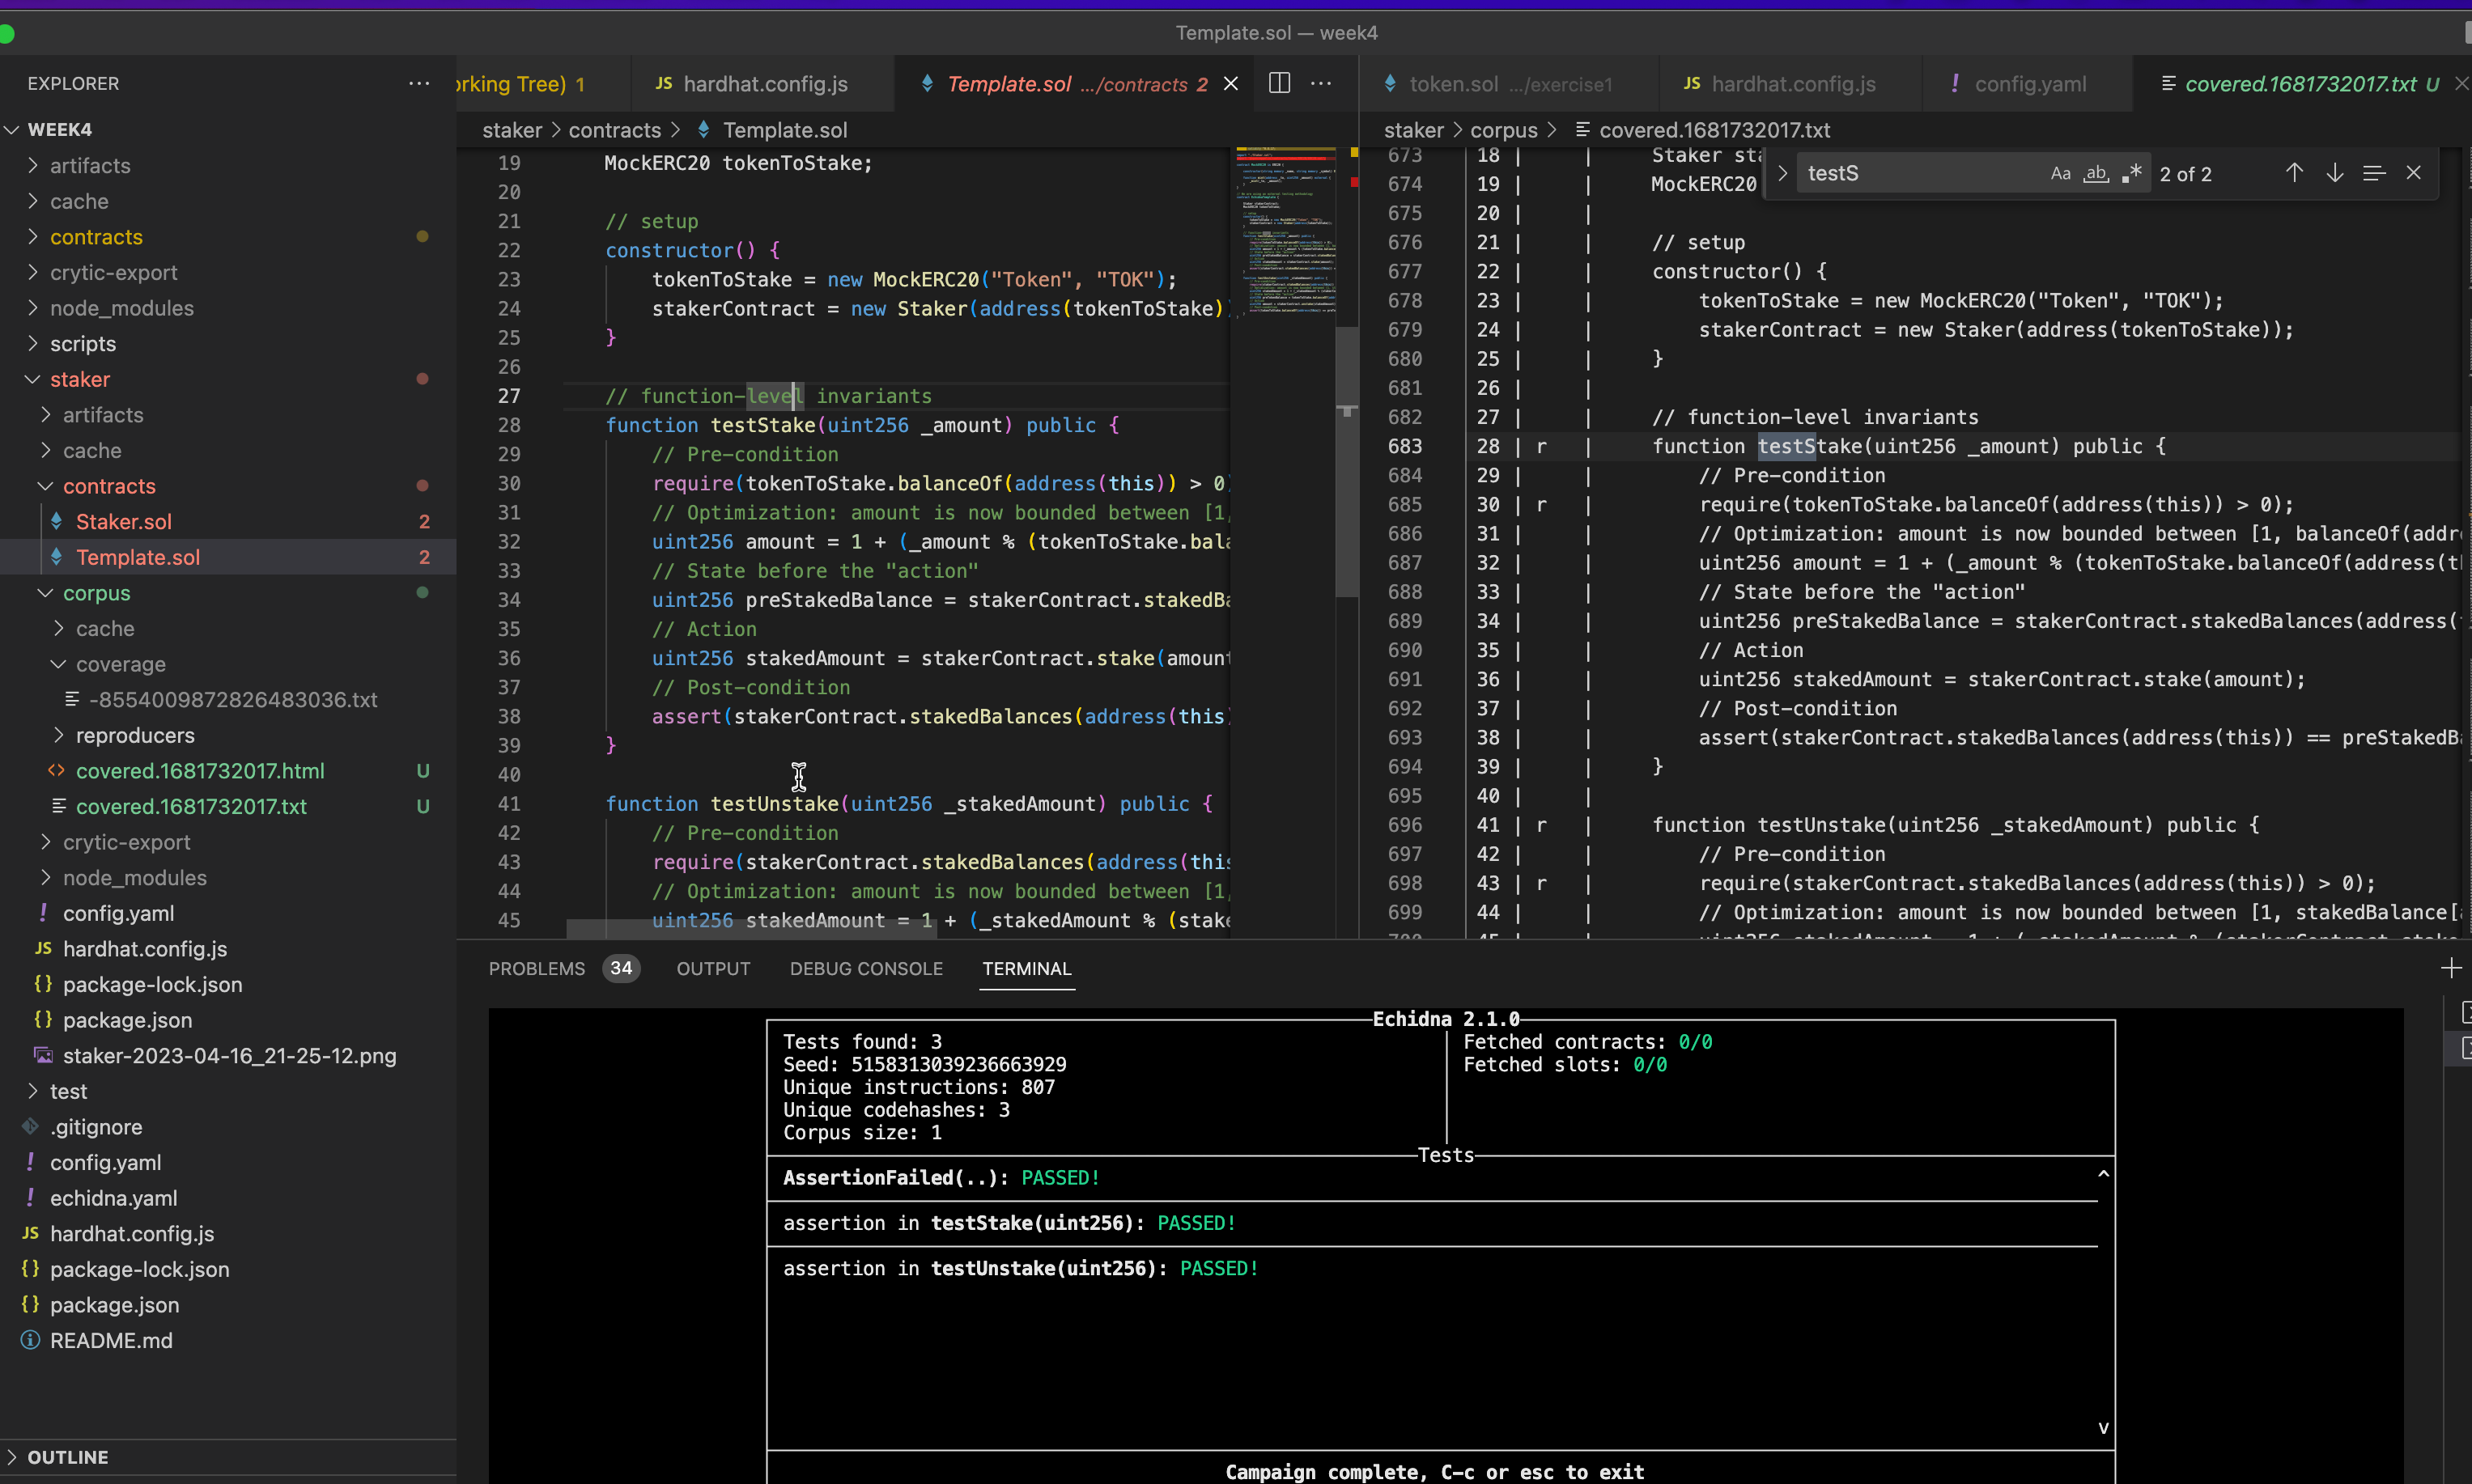 Template.sol — week4
EXPLORER
WEEK4
artifacts
cache
contracts
crytic-export
node_modules
scripts
staker
artifacts
cache
contracts
Staker.sol 2
Template.sol 2
corpus
cache
coverage
-8554009872826483036.txt
reproducers
covered.1681732017.html U
covered.1681732017.txt U
crytic-export
node_modules
config.yaml
hardhat.config.js
package-lock.json
package.json
staker-2023-04-16_21-25-12.png
test
.gitignore
config.yaml
echidna.yaml
hardhat.config.js
package-lock.json
package.json
README.md
OUTLINE
orking Tree) 1
JS hardhat.config.js
Template.sol .../contracts 2
staker > contracts > Template.sol
19 MockERC20 tokenToStake;
20
21 // setup
22 constructor() {
23 tokenToStake = new MockERC20("Token", "TOK");
24 stakerContract = new Staker(address(tokenToStake)
25 }
26
27 // function-level invariants
28 function testStake(uint256 _amount) public {
29 // Pre-condition
30 require(tokenToStake.balanceOf(address(this)) > 0
31 // Optimization: amount is now bounded between [1,
32 uint256 amount = 1 + (_amount % (tokenToStake.bala
33 // State before the "action"
34 uint256 preStakedBalance = stakerContract.stakedBa
35 // Action
36 uint256 stakedAmount = stakerContract.stake(amount
37 // Post-condition
38 assert(stakerContract.stakedBalances(address(this
39 }
40
41 function testUnstake(uint256 _stakedAmount) public {
42 // Pre-condition
43 require(stakerContract.stakedBalances(address(this
44 // Optimization: amount is now bounded between [1,
45 uint256 stakedAmount = 1 + (_stakedAmount % (stake
token.sol .../exercise1
JS hardhat.config.js
! config.yaml
covered.1681732017.txt U
staker > corpus > covered.1681732017.txt
testS
Aa ab .* 2 of 2
673 18 | | Staker sta
674 19 | | MockERC20
675 20 | |
676 21 | | // setup
677 22 | | constructor() {
678 23 | | tokenToStake = new MockERC20("Token", "TOK");
679 24 | | stakerContract = new Staker(address(tokenToStake));
680 25 | | }
681 26 | |
682 27 | | // function-level invariants
683 28 | r | function testStake(uint256 _amount) public {
684 29 | | // Pre-condition
685 30 | r | require(tokenToStake.balanceOf(address(this)) > 0);
686 31 | | // Optimization: amount is now bounded between [1, balanceOf(addr
687 32 | | uint256 amount = 1 + (_amount % (tokenToStake.balanceOf(address(t
688 33 | | // State before the "action"
689 34 | | uint256 preStakedBalance = stakerContract.stakedBalances(address(
690 35 | | // Action
691 36 | | uint256 stakedAmount = stakerContract.stake(amount);
692 37 | | // Post-condition
693 38 | | assert(stakerContract.stakedBalances(address(this)) == preStakedBa
694 39 | | }
695 40 | |
696 41 | r | function testUnstake(uint256 _stakedAmount) public {
697 42 | | // Pre-condition
698 43 | r | require(stakerContract.stakedBalances(address(this)) > 0);
699 44 | | // Optimization: amount is now bounded between [1, stakedBalance[
PROBLEMS 34 OUTPUT DEBUG CONSOLE TERMINAL
Echidna 2.1.0
Tests found: 3
Seed: 5158313039236663929
Unique instructions: 807
Unique codehashes: 3
Corpus size: 1
Fetched contracts: 0/0
Fetched slots: 0/0
Tests
AssertionFailed(..): PASSED!
assertion in testStake(uint256): PASSED!
assertion in testUnstake(uint256): PASSED!
Campaign complete, C-c or esc to exit